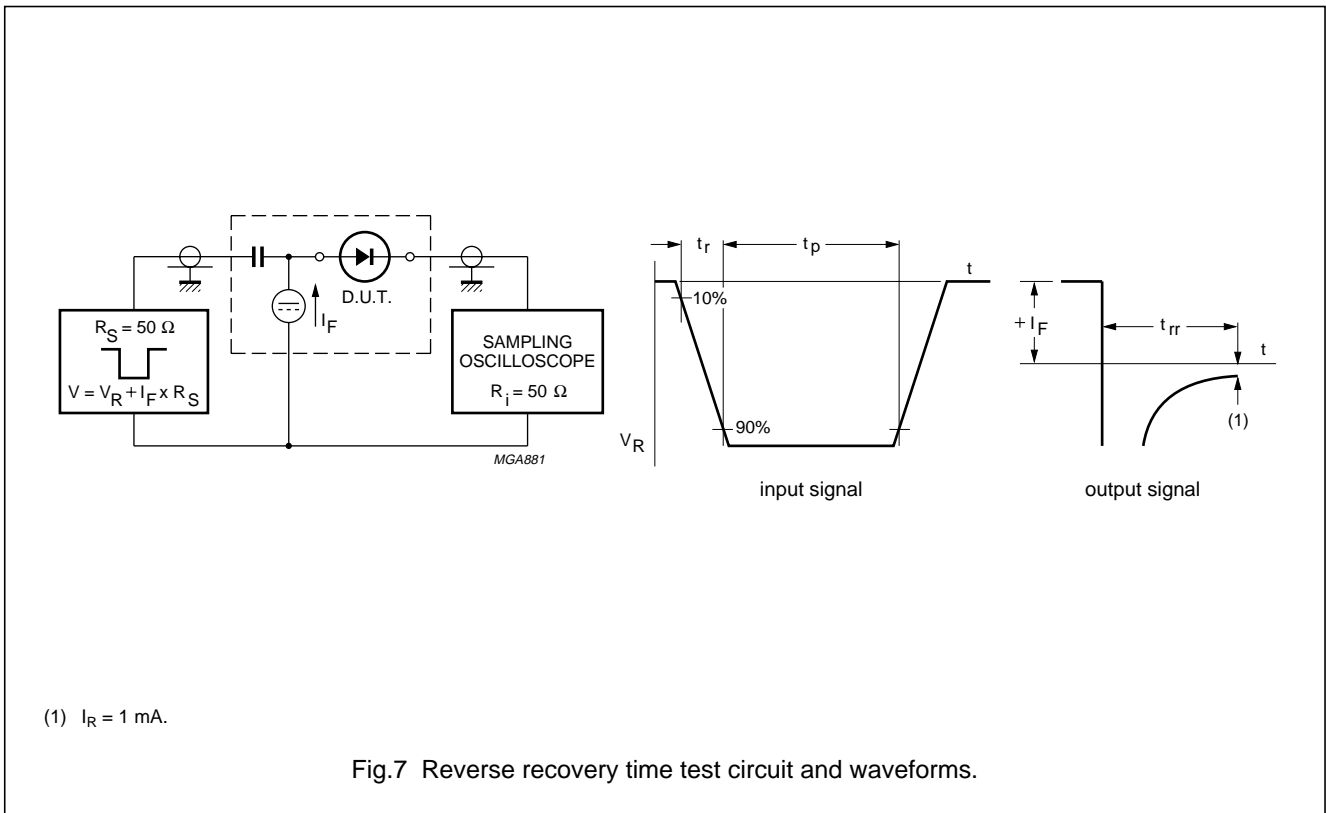 R_S = 50 Ω
V = V_R + I_F x R_S
I_F
D.U.T.
SAMPLING
OSCILLOSCOPE
R_i = 50 Ω
MGA881
t_r
t_p
t
10%
90%
V_R
input signal
+ I_F
t_rr
t
(1)
output signal
(1) I_R = 1 mA.
Fig.7 Reverse recovery time test circuit and waveforms.